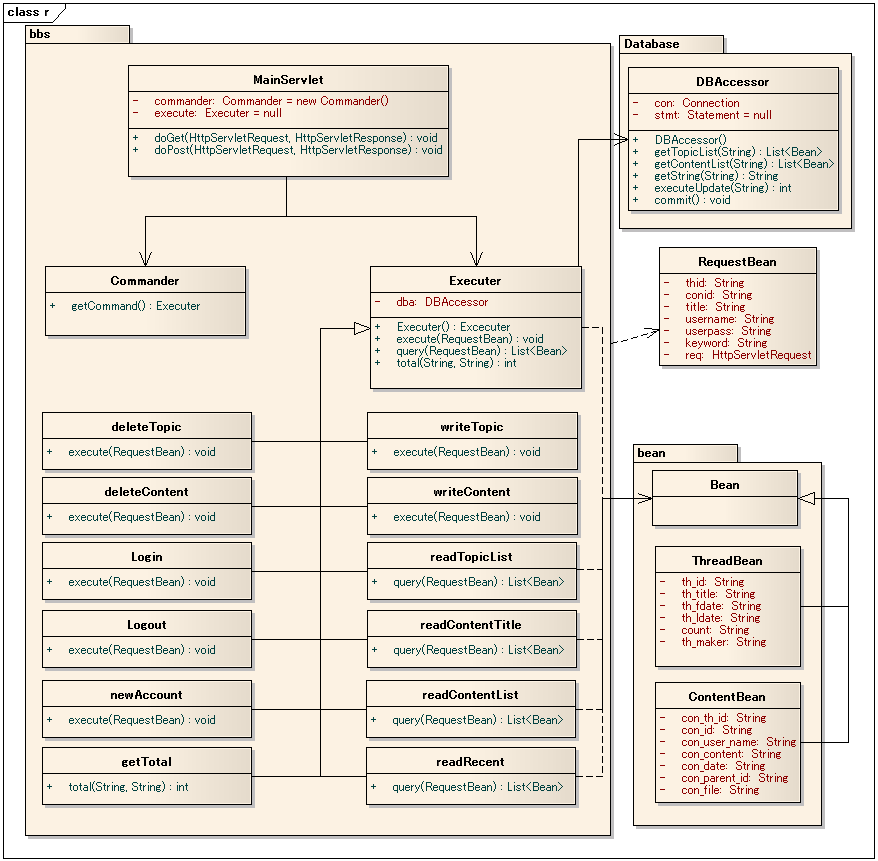 class r
bbs
MainServlet
- commander: Commander = new Commander()
- execute: Executer = null
+ doGet(HttpServletRequest, HttpServletResponse) : void
+ doPost(HttpServletRequest, HttpServletResponse) : void
Commander
+ getCommand() : Executer
Executer
- dba: DBAccessor
+ Executer() : Excecuter
+ execute(RequestBean) : void
+ query(RequestBean) : List<Bean>
+ total(String, String) : int
deleteTopic
+ execute(RequestBean) : void
writeTopic
+ execute(RequestBean) : void
deleteContent
+ execute(RequestBean) : void
writeContent
+ execute(RequestBean) : void
Login
+ execute(RequestBean) : void
readTopicList
+ query(RequestBean) : List<Bean>
Logout
+ execute(RequestBean) : void
readContentTitle
+ query(RequestBean) : List<Bean>
newAccount
+ execute(RequestBean) : void
readContentList
+ query(RequestBean) : List<Bean>
getTotal
+ total(String, String) : int
readRecent
+ query(RequestBean) : List<Bean>
Database
DBAccessor
- con: Connection
- stmt: Statement = null
+ DBAccessor()
+ getTopicList(String) : List<Bean>
+ getContentList(String) : List<Bean>
+ getString(String) : String
+ executeUpdate(String) : int
+ commit() : void
RequestBean
- thid: String
- conid: String
- title: String
- username: String
- userpass: String
- keyword: String
- req: HttpServletRequest
bean
Bean
ThreadBean
- th_id: String
- th_title: String
- th_fdate: String
- th_ldate: String
- count: String
- th_maker: String
ContentBean
- con_th_id: String
- con_id: String
- con_user_name: String
- con_content: String
- con_date: String
- con_parent_id: String
- con_file: String